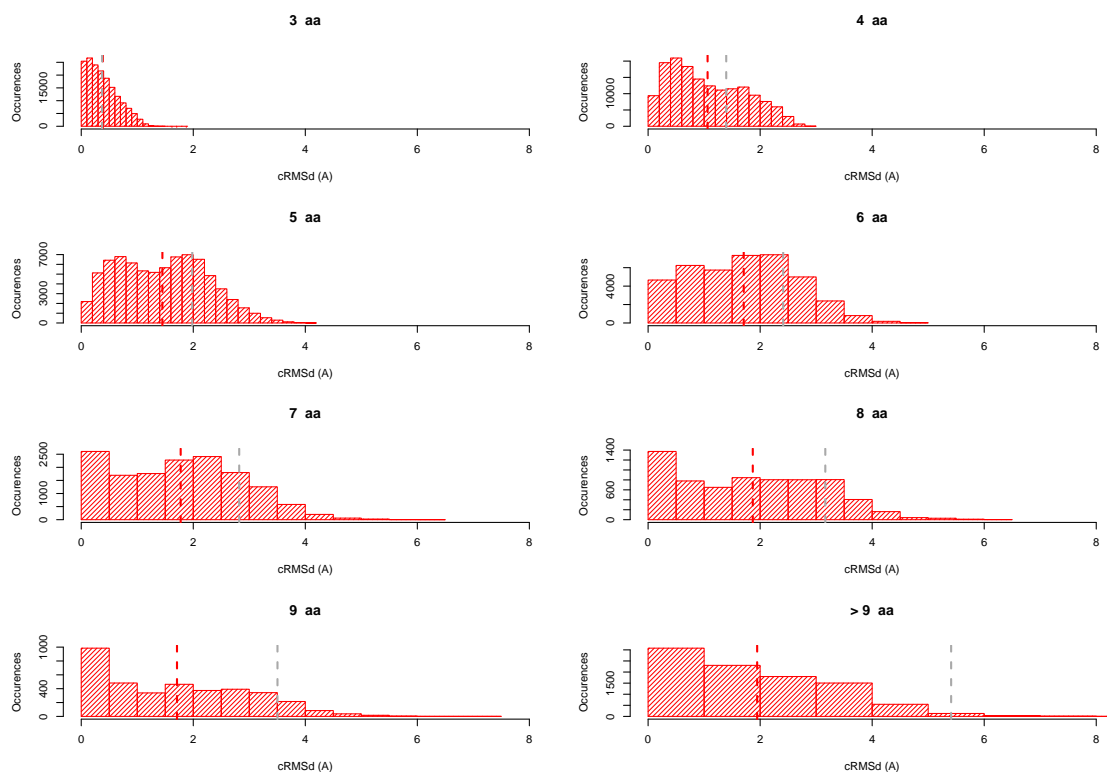 3 aa
Occurences
0 15000
0 2 4 6 8
cRMSd (A)
4 aa
Occurences
0 10000
0 2 4 6 8
cRMSd (A)
5 aa
Occurences
0 3000 7000
0 2 4 6 8
cRMSd (A)
6 aa
Occurences
0 4000
0 2 4 6 8
cRMSd (A)
7 aa
Occurences
0 1000 2500
0 2 4 6 8
cRMSd (A)
8 aa
Occurences
0 600 1400
0 2 4 6 8
cRMSd (A)
9 aa
Occurences
0 400 1000
0 2 4 6 8
cRMSd (A)
> 9 aa
Occurences
0 1500
0 2 4 6 8
cRMSd (A)